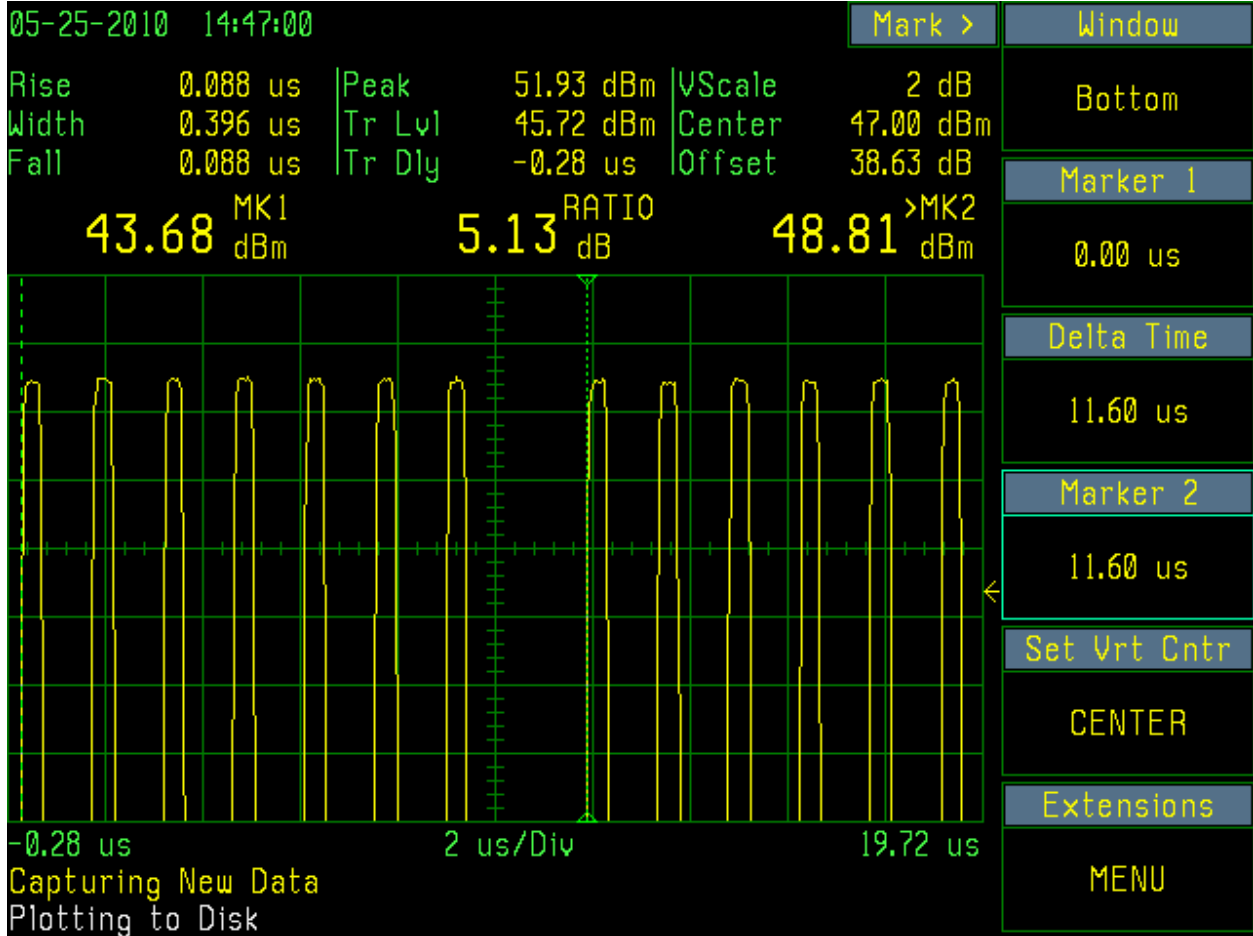 05-25-2010 14:47:00 Mark >
Rise 0.088 us Peak 51.93 dBm VScale 2 dB
Width 0.396 us Tr Lvl 45.72 dBm Center 47.00 dBm
Fall 0.088 us Tr Dly -0.28 us Offset 38.63 dB
43.68 dBm MK1 5.13 dB RATIO 48.81 dBm >MK2
-0.28 us 2 us/Div 19.72 us
Capturing New Data
Plotting to Disk
Window
Bottom
Marker 1
0.00 us
Delta Time
11.60 us
Marker 2
11.60 us
Set Vrt Cntr
CENTER
Extensions
MENU